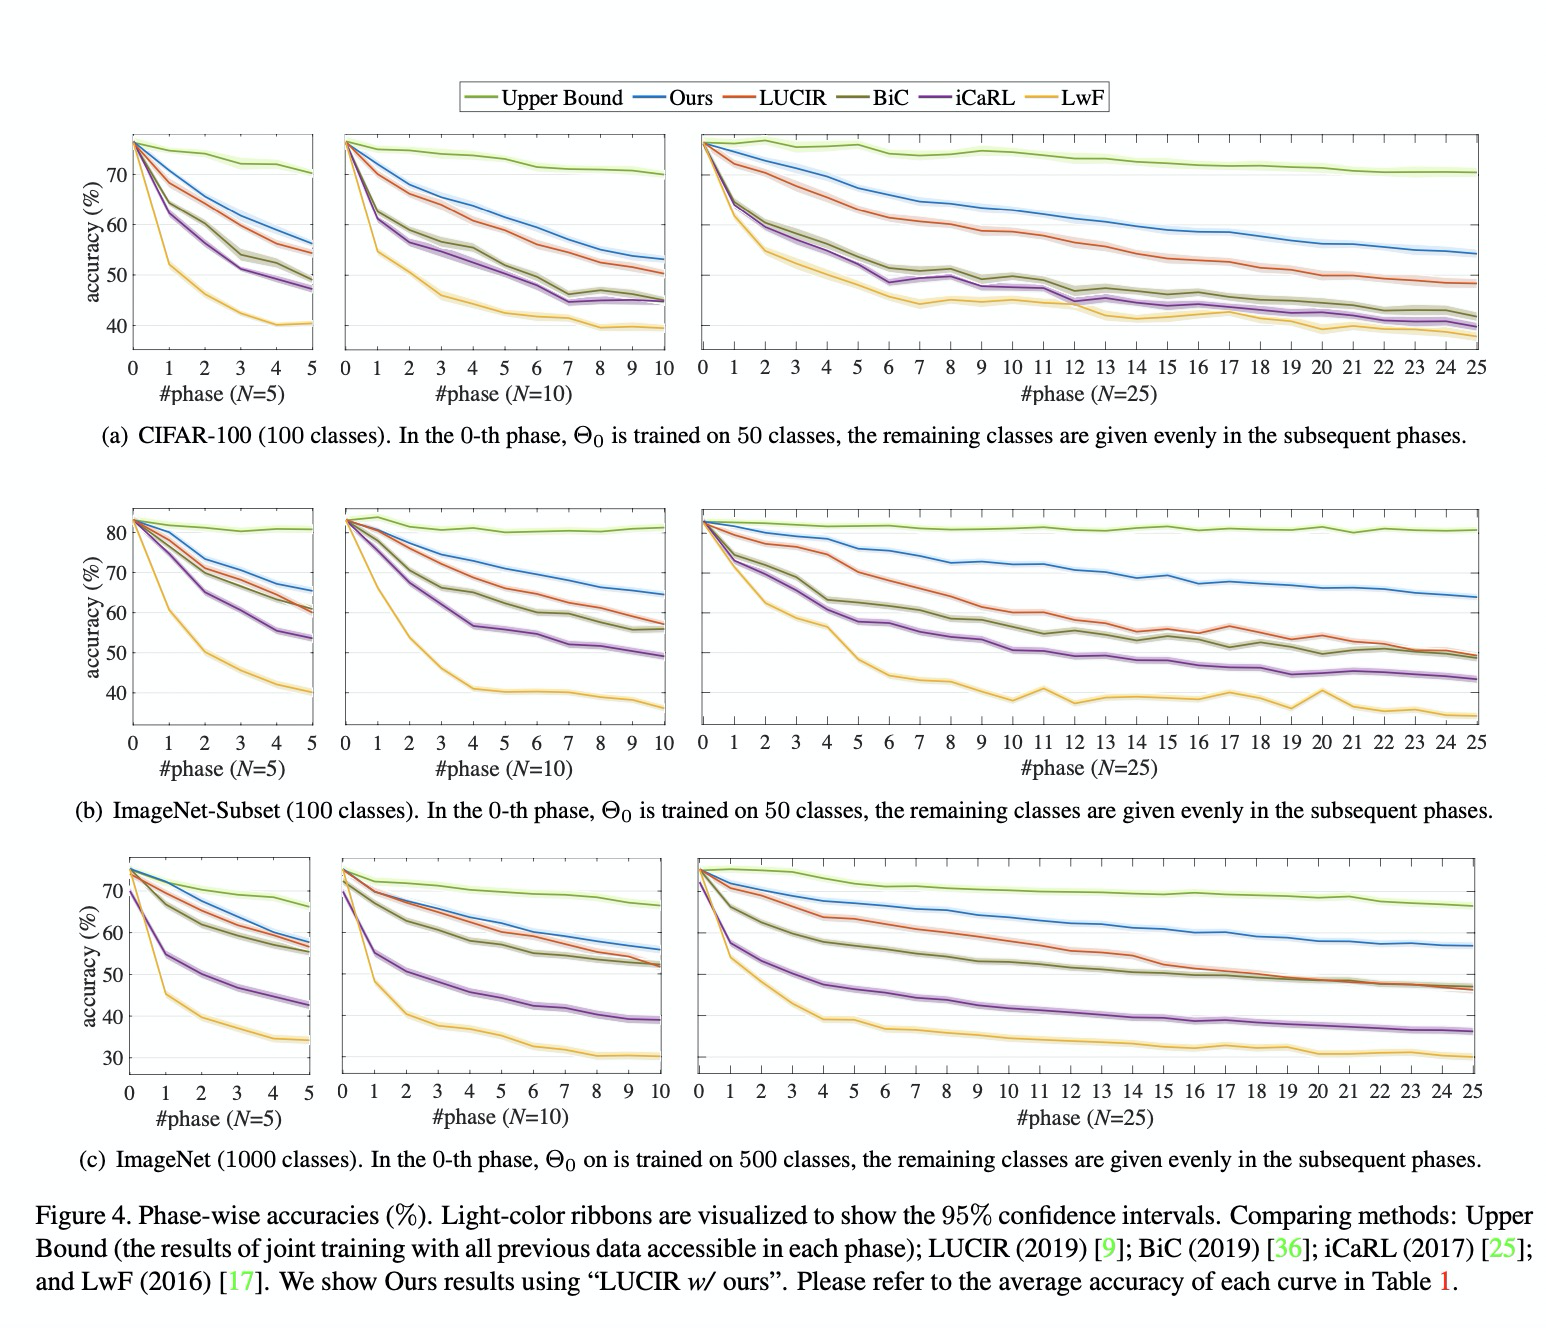 Upper Bound Ours LUCIR BiC iCaRL LwF
accuracy (%)
70
60
50
40
0 1 2 3 4 5
#phase (N=5)
0 1 2 3 4 5 6 7 8 9 10
#phase (N=10)
0 1 2 3 4 5 6 7 8 9 10 11 12 13 14 15 16 17 18 19 20 21 22 23 24 25
#phase (N=25)
(a) CIFAR-100 (100 classes). In the 0-th phase, Θ0 is trained on 50 classes, the remaining classes are given evenly in the subsequent phases.
accuracy (%)
80
70
60
50
40
0 1 2 3 4 5
#phase (N=5)
0 1 2 3 4 5 6 7 8 9 10
#phase (N=10)
0 1 2 3 4 5 6 7 8 9 10 11 12 13 14 15 16 17 18 19 20 21 22 23 24 25
#phase (N=25)
(b) ImageNet-Subset (100 classes). In the 0-th phase, Θ0 is trained on 50 classes, the remaining classes are given evenly in the subsequent phases.
accuracy (%)
70
60
50
40
30
0 1 2 3 4 5
#phase (N=5)
0 1 2 3 4 5 6 7 8 9 10
#phase (N=10)
0 1 2 3 4 5 6 7 8 9 10 11 12 13 14 15 16 17 18 19 20 21 22 23 24 25
#phase (N=25)
(c) ImageNet (1000 classes). In the 0-th phase, Θ0 on is trained on 500 classes, the remaining classes are given evenly in the subsequent phases.
Figure 4. Phase-wise accuracies (%). Light-color ribbons are visualized to show the 95% confidence intervals. Comparing methods: Upper
Bound (the results of joint training with all previous data accessible in each phase); LUCIR (2019) [9]; BiC (2019) [36]; iCaRL (2017) [25];
and LwF (2016) [17]. We show Ours results using “LUCIR w/ ours”. Please refer to the average accuracy of each curve in Table 1.